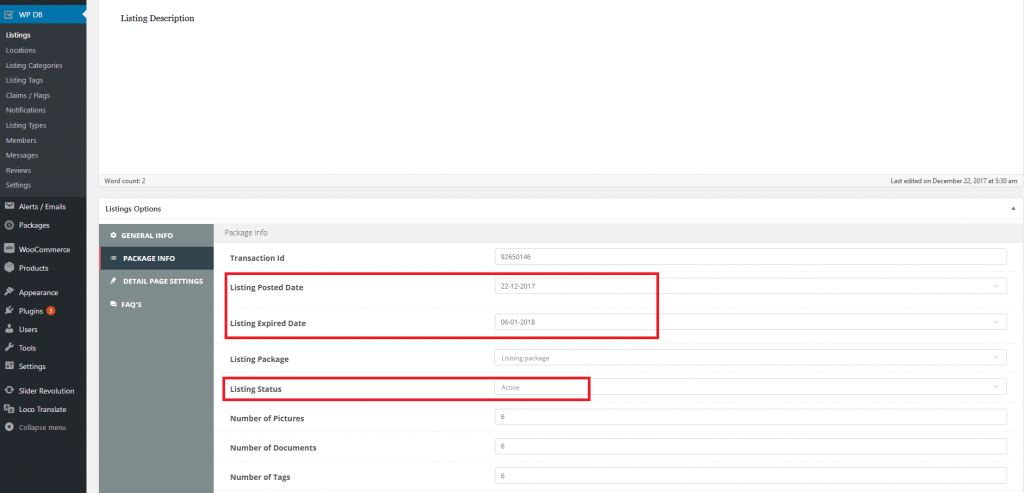 WP DB
Listings
Locations
Listing Categories
Listing Tags
Claims / Flags
Notifications
Listing Types
Members
Messages
Reviews
Settings
Alerts / Emails
Packages
WooCommerce
Products
Appearance
Plugins 3
Users
Tools
Settings
Slider Revolution
Loco Translate
Collapse menu
Listing Description
Word count: 2
Last edited on December 22, 2017 at 5:30 am
Listings Options
GENERAL INFO
PACKAGE INFO
DETAIL PAGE SETTINGS
FAQ'S
Package Info
Transaction Id
92650146
Listing Posted Date
22-12-2017
Listing Expired Date
06-01-2018
Listing Package
Lisiting package
Listing Status
Active
Number of Pictures
6
Number of Documents
6
Number of Tags
6